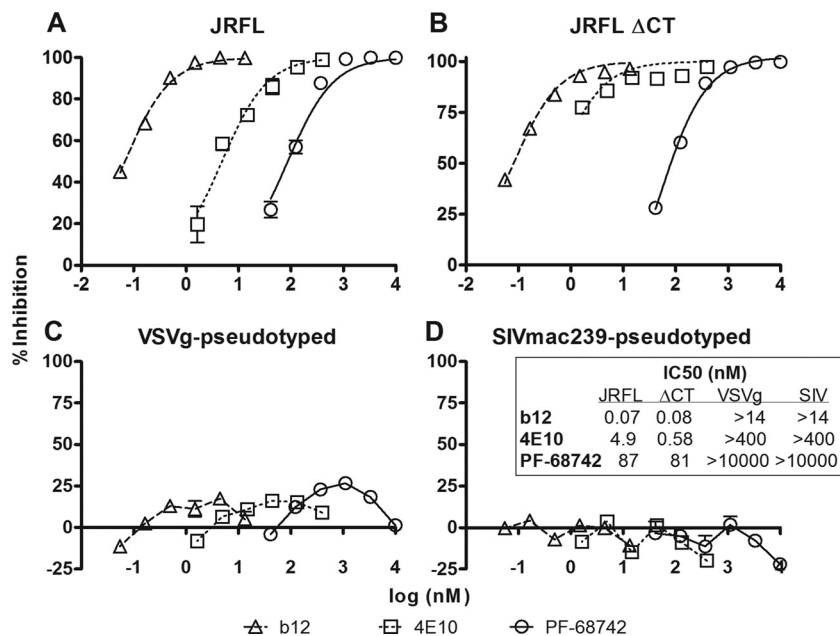 A JRFL
100
80
60
40
20
0
-2 -1 0 1 2 3 4
B JRFL ΔCT
100
75
50
25
0
-2 -1 0 1 2 3 4
% Inhibition
C VSVg-pseudotyped
100
75
50
25
0
-25
-1 0 1 2 3 4
D SIVmac239-pseudotyped
100
75
50
25
0
-25
-1 0 1 2 3 4
IC50 (nM)
JRFL ΔCT VSVg SIV
b12 0.07 0.08 >14 >14
4E10 4.9 0.58 >400 >400
PF-68742 87 81 >10000 >10000
log (nM)
b12 4E10 PF-68742